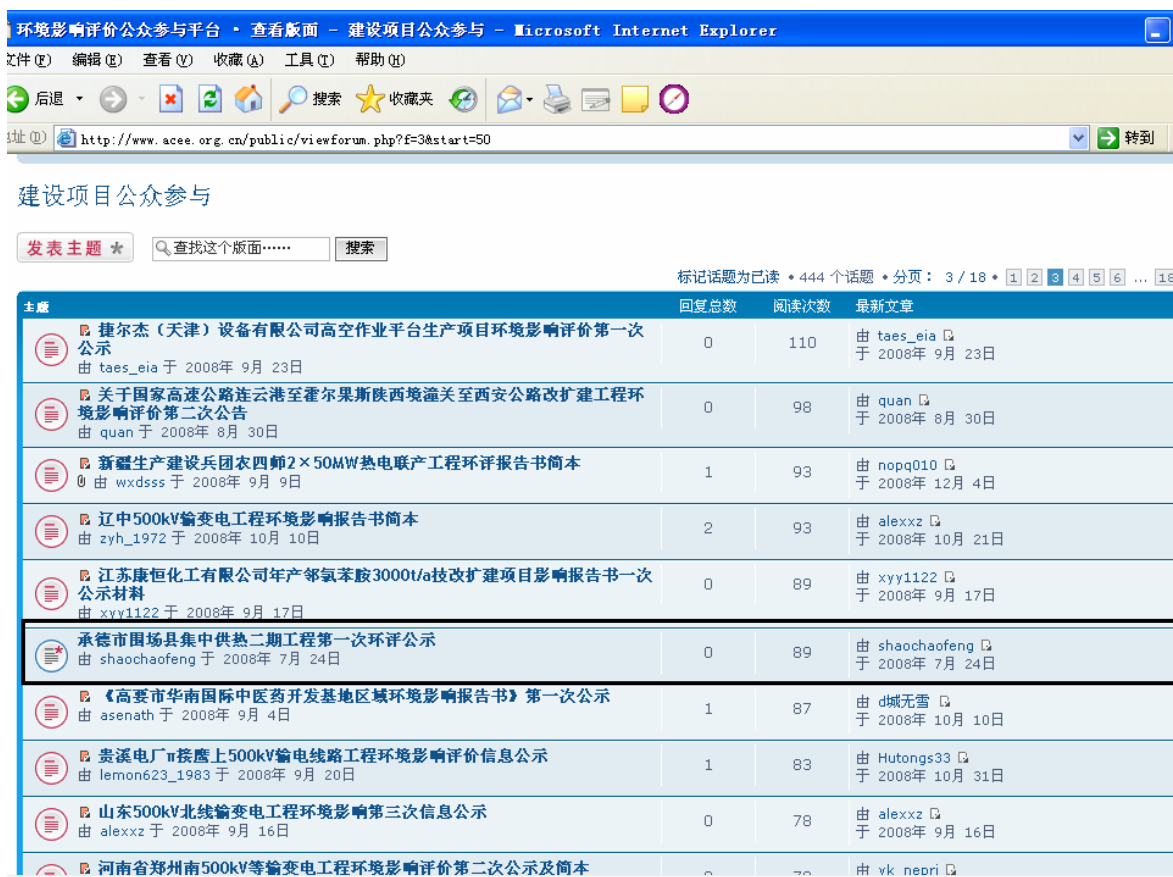 环境影响评价公众参与平台 • 查看版面 - 建设项目公众参与 - Microsoft Internet Explorer
文件(F) 编辑(E) 查看(V) 收藏(A) 工具(T) 帮助(H)
后退 搜索 收藏夹
地址(D) http://www.acee.org.cn/public/viewforum.php?f=3&start=50 转到
建设项目公众参与
发表主题 * 查找这个版面…… 搜索
标记话题为已读 • 444 个话题 • 分页： 3 / 18 • 1 2 3 4 5 6 ... 18
主题 回复总数 阅读次数 最新文章
捷尔杰（天津）设备有限公司高空作业平台生产项目环境影响评价第一次
公示
由 taes_eia 于 2008年 9月 23日
0 110
由 taes_eia
于 2008年 9月 23日
关于国家高速公路连云港至霍尔果斯陕西境潼关至西安公路改扩建工程环
境影响评价第二次公告
由 quan 于 2008年 8月 30日
0 98
由 quan
于 2008年 8月 30日
新疆生产建设兵团农四师2×50MW热电联产工程环评报告书简本
由 wxdsss 于 2008年 9月 9日
1 93
由 nopq010
于 2008年 12月 4日
辽中500kV输变电工程环境影响报告书简本
由 zyh_1972 于 2008年 10月 10日
2 93
由 alexxz
于 2008年 10月 21日
江苏康恒化工有限公司年产邻氯苯胺3000t/a技改扩建项目影响报告书一次
公示材料
由 xyy1122 于 2008年 9月 17日
0 89
由 xyy1122
于 2008年 9月 17日
承德市围场县集中供热二期工程第一次环评公示
由 shaochaofeng 于 2008年 7月 24日
0 89
由 shaochaofeng
于 2008年 7月 24日
《高要市华南国际中医药开发基地区域环境影响报告书》第一次公示
由 asenath 于 2008年 9月 4日
1 87
由 d城无雪
于 2008年 10月 10日
贵溪电厂π接鹰上500kV输电线路工程环境影响评价信息公示
由 lemon623_1983 于 2008年 9月 20日
1 83
由 Hutongs33
于 2008年 10月 31日
山东500kV北线输变电工程环境影响第三次信息公示
由 alexxz 于 2008年 9月 16日
0 78
由 alexxz
于 2008年 9月 16日
河南省郑州南500kV等输变电工程环境影响评价第二次公示及简本
由 yk_nepri